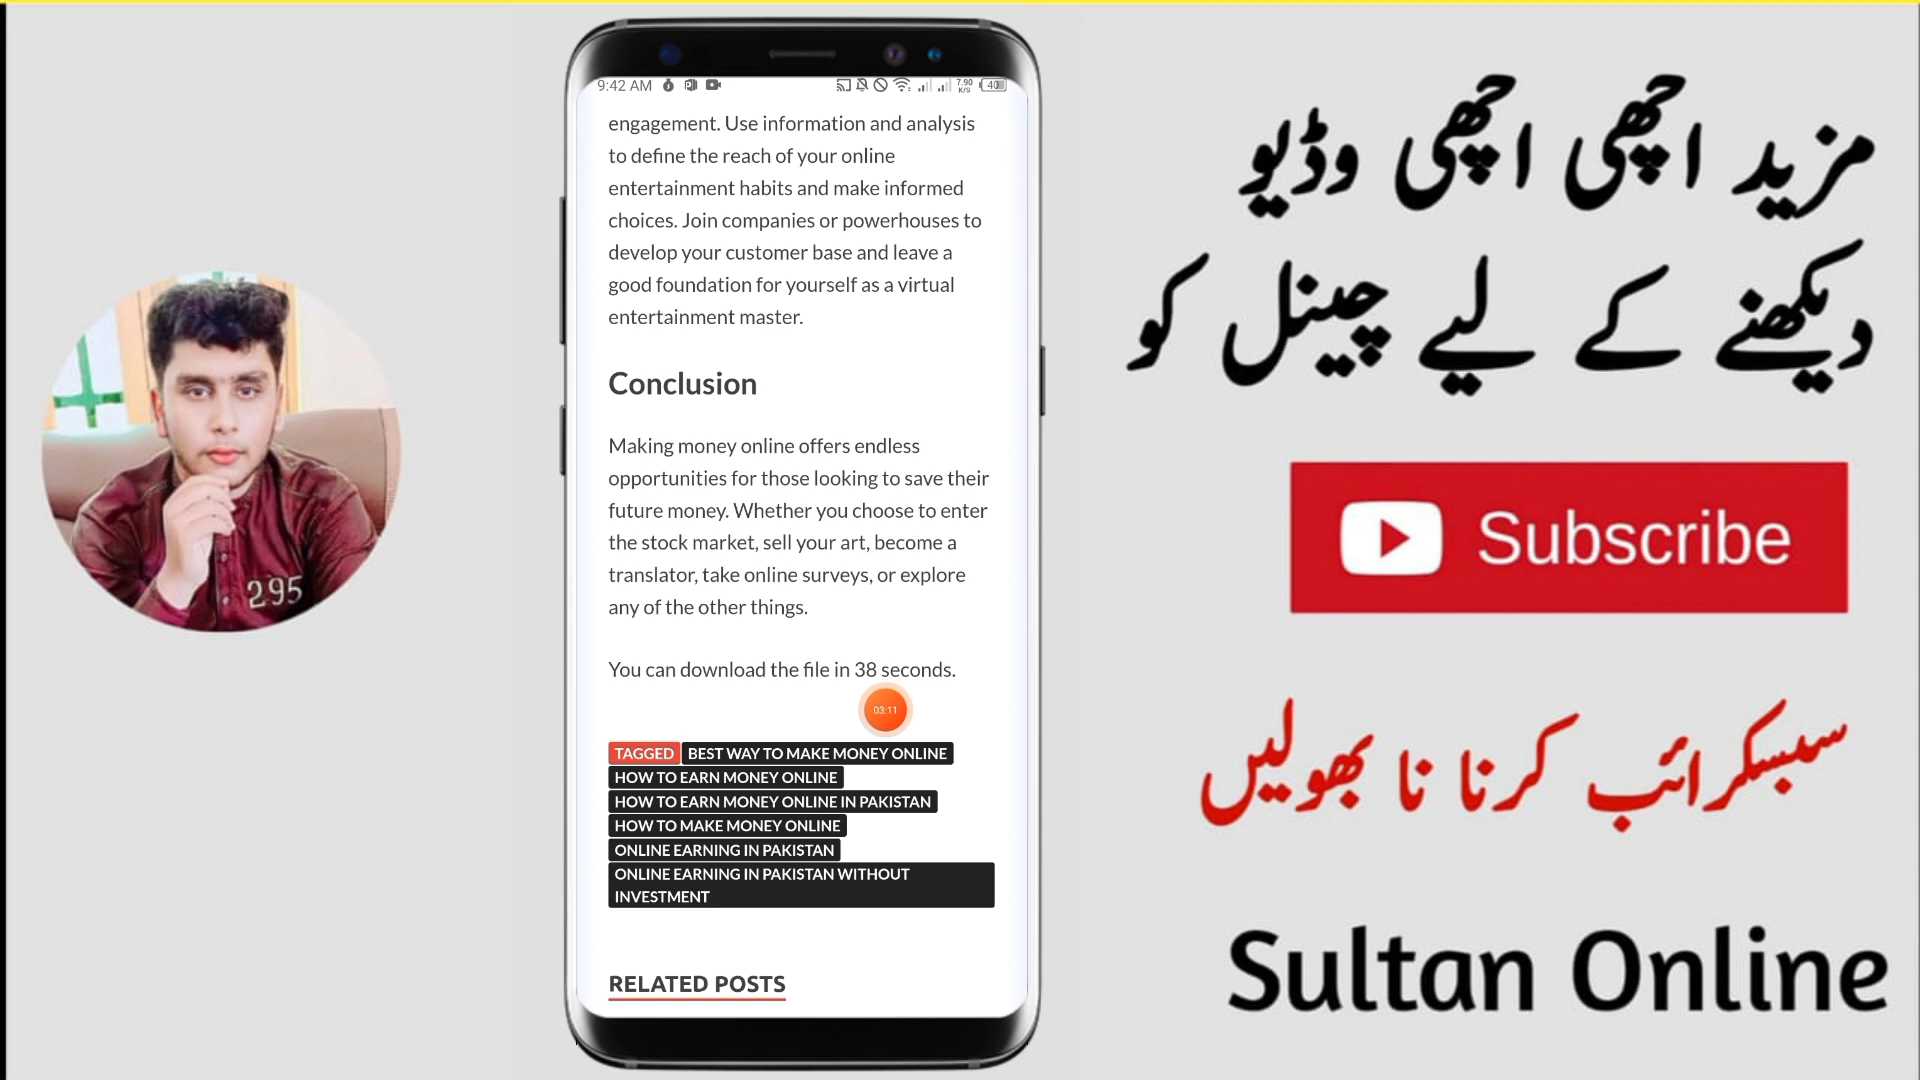 9:42 AM
7.90
K/S
40
engagement. Use information and analysis
to define the reach of your online
entertainment habits and make informed
choices. Join companies or powerhouses to
develop your customer base and leave a
good foundation for yourself as a virtual
entertainment master.
Conclusion
Making money online offers endless
opportunities for those looking to save their
future money. Whether you choose to enter
the stock market, sell your art, become a
translator, take online surveys, or explore
any of the other things.
You can download the file in 38 seconds.
03:11
TAGGED BEST WAY TO MAKE MONEY ONLINE
HOW TO EARN MONEY ONLINE
HOW TO EARN MONEY ONLINE IN PAKISTAN
HOW TO MAKE MONEY ONLINE
ONLINE EARNING IN PAKISTAN
ONLINE EARNING IN PAKISTAN WITHOUT
INVESTMENT
RELATED POSTS
295
مزید اچھی اچھی وڈیو
دیکھنے کے لیے چینل کو
Subscribe
سبسکرائب کرنا نا بھولیں
Sultan Online